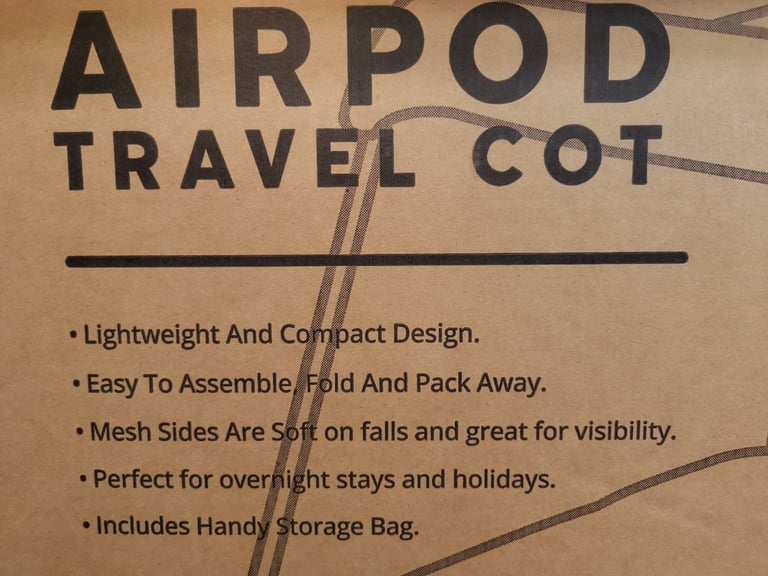 AIRPOD
TRAVEL COT
• Lightweight And Compact Design.
• Easy To Assemble, Fold And Pack Away.
• Mesh Sides Are Soft on falls and great for visibility.
• Perfect for overnight stays and holidays.
• Includes Handy Storage Bag.